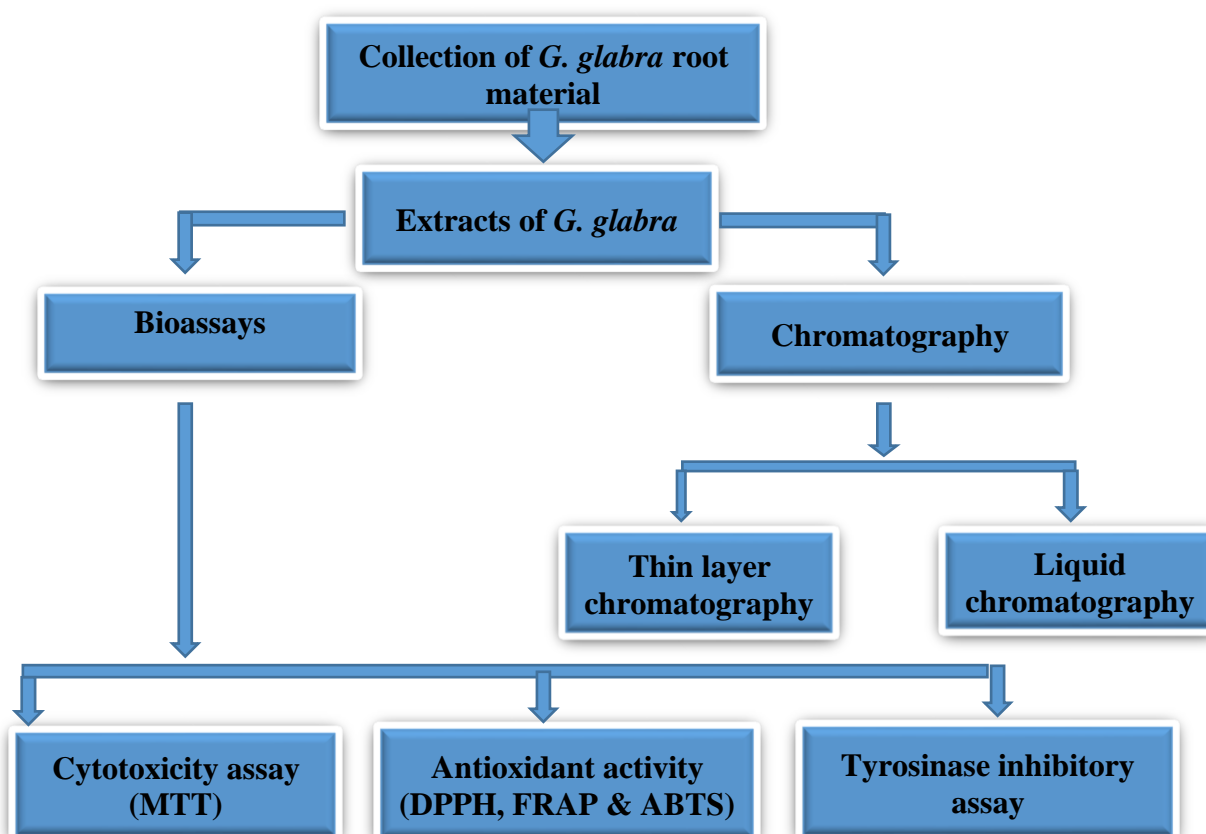 Collection of G. glabra root
material
Extracts of G. glabra
Bioassays
Chromatography
Thin layer
chromatography
Liquid
chromatography
Cytotoxicity assay
(MTT)
Antioxidant activity
(DPPH, FRAP & ABTS)
Tyrosinase inhibitory
assay